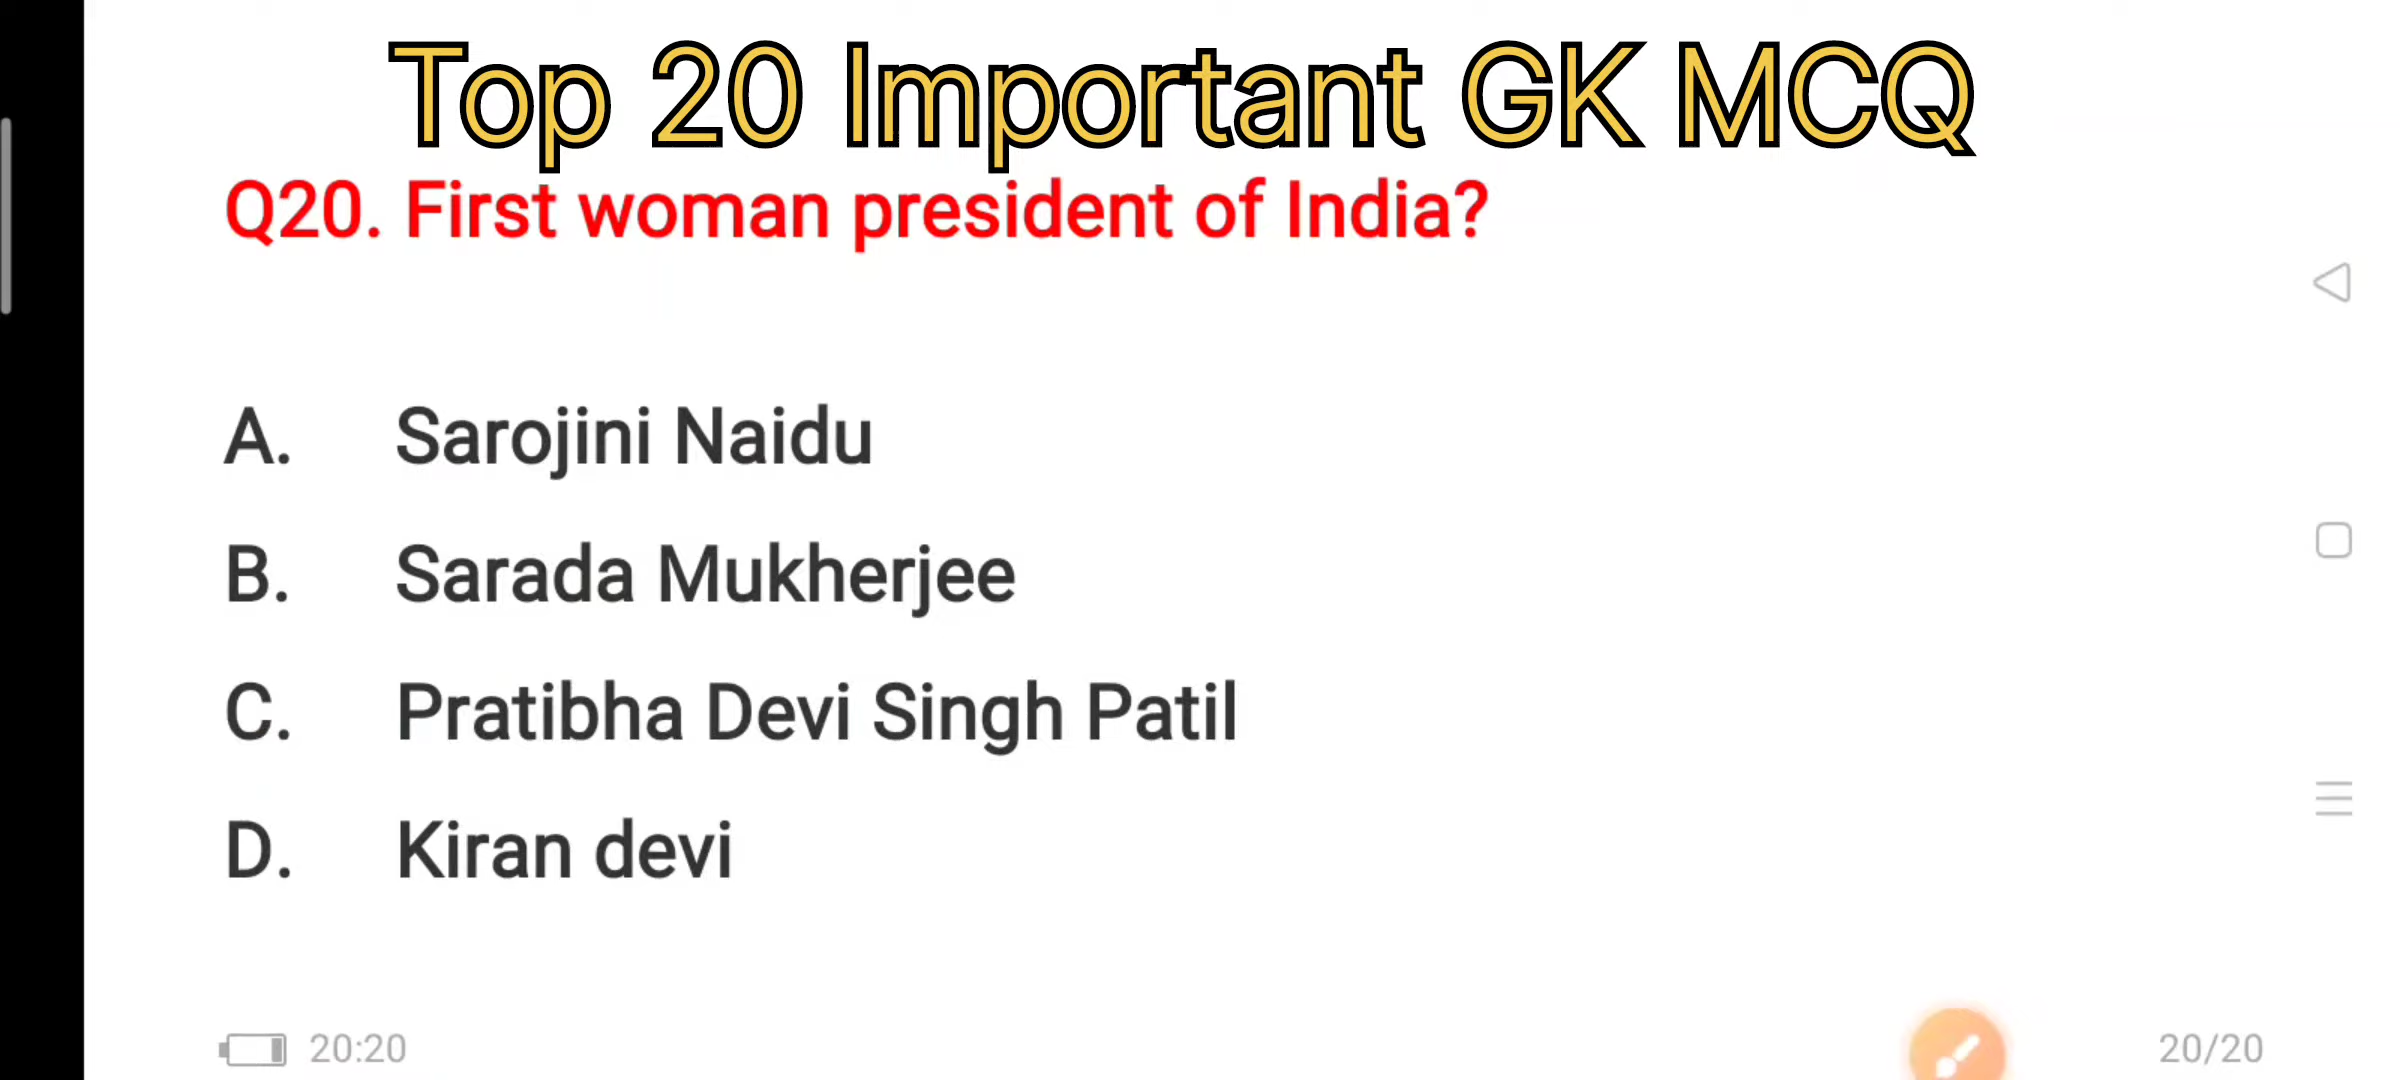 Top 20 Important GK MCQ
Q20. First woman president of India?
A. Sarojini Naidu
B. Sarada Mukherjee
C. Pratibha Devi Singh Patil
D. Kiran devi
20:20
20/20